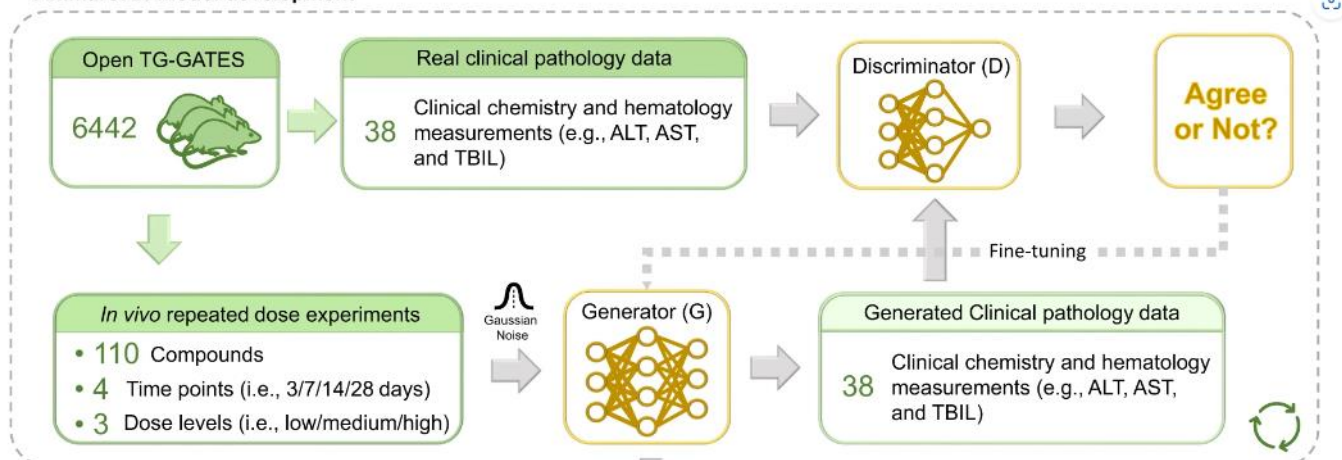 Open TG-GATES
6442
Real clinical pathology data
38
Clinical chemistry and hematology
measurements (e.g., ALT, AST,
and TBIL)
Discriminator (D)
Agree
or Not?
Fine-tuning
In vivo repeated dose experiments
• 110 Compounds
• 4 Time points (i.e., 3/7/14/28 days)
• 3 Dose levels (i.e., low/medium/high)
Gaussian
Noise
Generator (G)
Generated Clinical pathology data
38
Clinical chemistry and hematology
measurements (e.g., ALT, AST,
and TBIL)